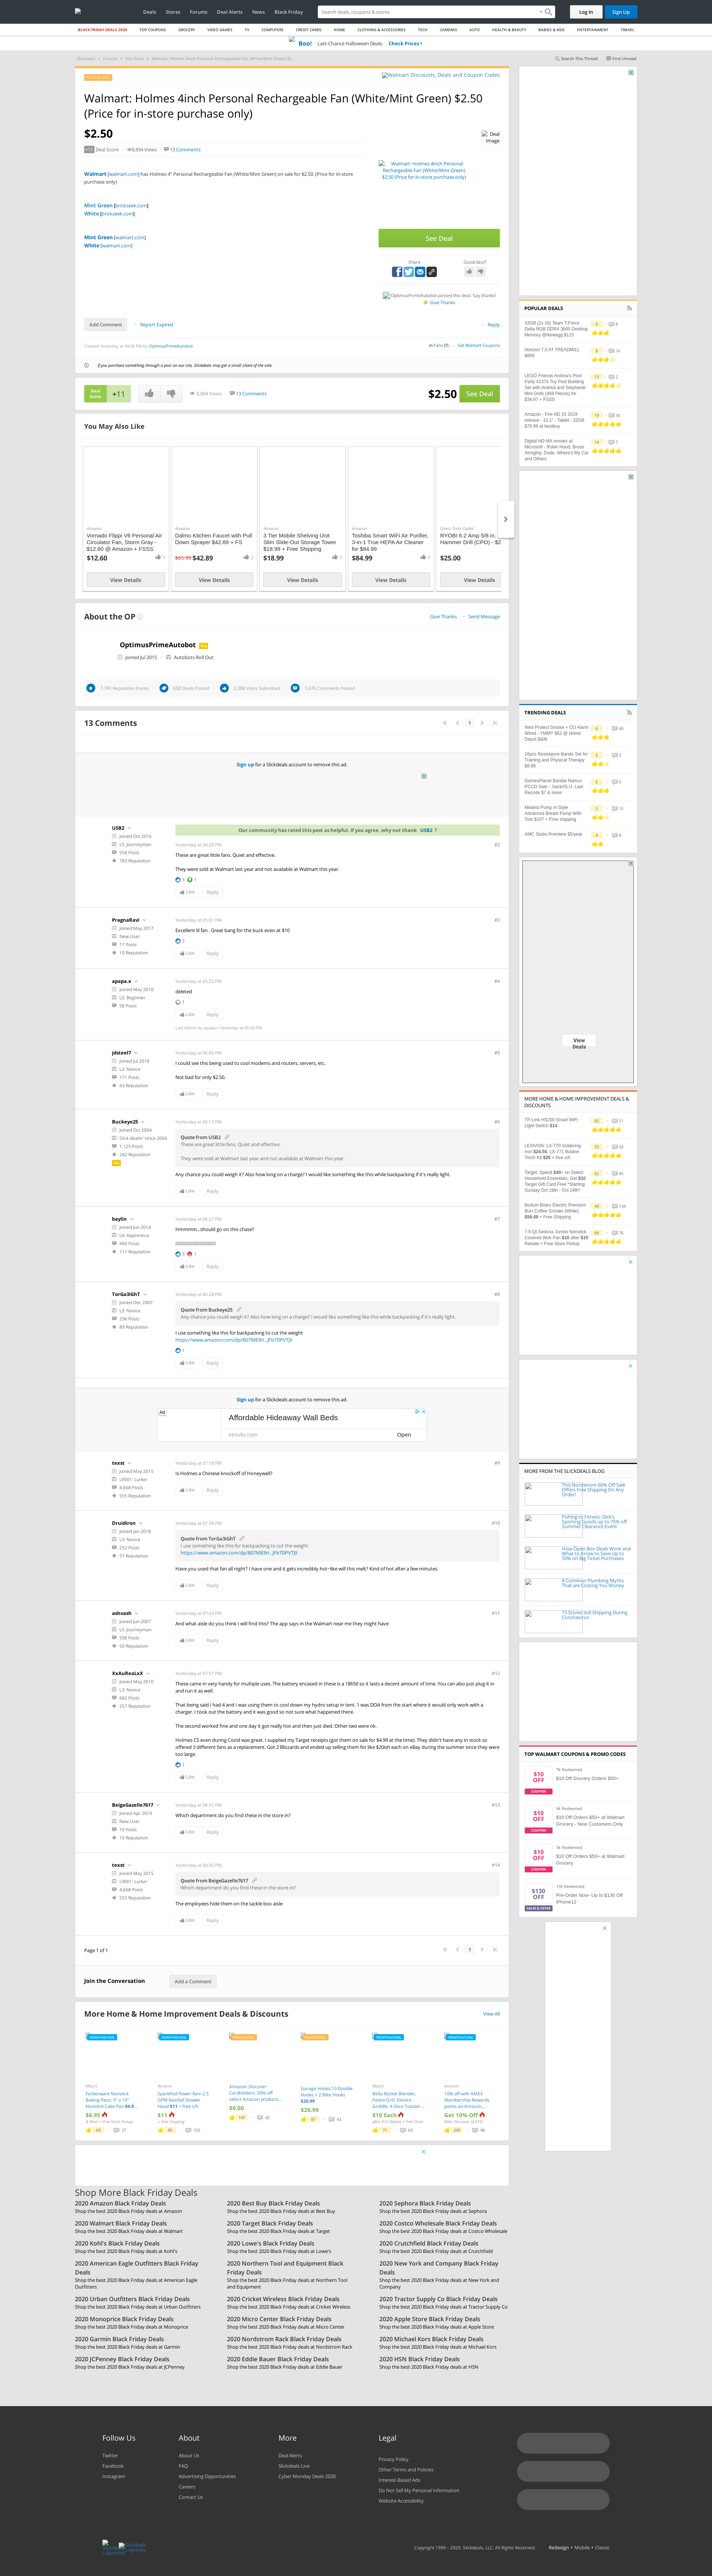 Deals Stores Forums Deal Alerts News Black Friday
Search deals, coupons & stores
Log In
Sign Up
BLACK FRIDAY DEALS 2020 TOP COUPONS GROCERY VIDEO GAMES TV COMPUTERS CREDIT CARDS HOME CLOTHING & ACCESSORIES TECH CAMERAS AUTO HEALTH & BEAUTY BABIES & KIDS ENTERTAINMENT TRAVEL
Boo! Last-Chance Halloween Deals. Check Prices ›
Slickdeals > Forums > Hot Deals > Walmart: Holmes 4inch Personal Rechargeable Fan
Search This Thread
First Unread
Walmart Discounts, Deals and Coupon Codes
Walmart: Holmes 4inch Personal Rechargeable Fan (White/Mint Green) $2.50
(Price for in-store purchase only)
$2.50
+11 Deal Score 8,894 Views 13 Comments
Deal Image
Walmart [walmart.com] has Holmes 4" Personal Rechargeable Fan (White/Mint Green) on sale for $2.50. (Price for in-store purchase only)
Mint Green [brickseek.com]
White [brickseek.com]
Mint Green [walmart.com]
White [walmart.com]
Walmart: Holmes 4inch Personal Rechargeable Fan (White/Mint Green) $2.50 (Price for in-store purchase only)
See Deal
Share
Good deal?
OptimusPrimeAutobot posted this deal. Say thanks!
Give Thanks
Add Comment
Report Expired
Reply
Created Yesterday at 04:06 PM by OptimusPrimeAutobot
in Fans (7) Get Walmart Coupons
If you purchase something through a post on our site, Slickdeals may get a small share of the sale.
Deal Score +11 8,894 Views 13 Comments $2.50 See Deal
You May Also Like
Amazon
Vornado Flippi V6 Personal Air Circulator Fan, Storm Gray - $12.60 @ Amazon + FSSS
$12.60
View Details
Amazon
Dalmo Kitchen Faucet with Pull Down Sprayer $42.89 + FS
$65.99 $42.89
View Details
Amazon
3 Tier Mobile Shelving Unit Slim Slide-Out Storage Tower $18.99 + Free Shipping
$18.99
View Details
Amazon
Toshiba Smart WiFi Air Purifier, 3-in-1 True HEPA Air Cleaner for $84.99
$84.99
View Details
Direct Tools Outlet
RYOBI 6.2 Amp 5/8 in. Hammer Drill (CPO) - $2
$25.00
View Details
About the OP
Give Thanks Send Message
OptimusPrimeAutobot
Joined Jul 2015 Autobots Roll Out
7,741 Reputation Points 650 Deals Posted 2,388 Votes Submitted 1,676 Comments Posted
13 Comments
1
Sign up for a Slickdeals account to remove this ad.
USB2
Joined Oct 2016
L5: Journeyman
558 Posts
783 Reputation
Our community has rated this post as helpful. If you agree, why not thank USB2 ?
Yesterday at 04:28 PM #2
These are great little fans. Quiet and effective.
They were sold at Walmart last year and not available at Walmart this year.
3 1
Like Reply
PragnaRavi
Joined May 2017
New User
17 Posts
10 Reputation
Yesterday at 05:01 PM #3
Excellent lil fan . Great bang for the buck even at $10
3
Like Reply
apapa.x
Joined May 2010
L2: Beginner
58 Posts
Yesterday at 05:25 PM #4
deleted
1
Like Reply
Last edited by apapa.x Yesterday at 05:50 PM.
jdsteel7
Joined Jul 2018
L3: Novice
171 Posts
43 Reputation
Yesterday at 06:00 PM #5
I could see this being used to cool modems and routers, servers, etc.
Not bad for only $2.50.
Like Reply
Buckeye25
Joined Oct 2004
Slick dealin' since 2004
1,125 Posts
242 Reputation
Yesterday at 06:13 PM #6
Quote from USB2
These are great little fans. Quiet and effective.
They were sold at Walmart last year and not available at Walmart this year.
Any chance you could weigh it? Also how long on a charge? I would like something like this while backpacking if it's really light.
Like Reply
baylin
Joined Jun 2014
L4: Apprentice
489 Posts
111 Reputation
Yesterday at 06:27 PM #7
Hmmmm...should go on this chase?
3 1
Like Reply
TorGa3iGhT
Joined Dec 2007
L3: Novice
296 Posts
89 Reputation
Yesterday at 06:28 PM #8
Quote from Buckeye25
Any chance you could weigh it? Also how long on a charge? I would like something like this while backpacking if it's really light.
I use something like this for backpacking to cut the weight
1
Like Reply
Sign up for a Slickdeals account to remove this ad.
Ad
Affordable Hideaway Wall Beds
Open
texst
Joined May 2015
L9001: Lurker
4,668 Posts
555 Reputation
Yesterday at 07:18 PM #9
Is Holmes a Chinese knockoff of Honeywell?
Like Reply
Druidiron
Joined Jan 2018
L3: Novice
252 Posts
57 Reputation
Yesterday at 07:30 PM #10
Quote from TorGa3iGhT
I use something like this for backpacking to cut the weight
Have you used that fan all night? I have one and it gets incredibly hot~like will this melt? Kind of hot after a few minutes.
Like Reply
ashvash
Joined Jun 2007
L5: Journeyman
598 Posts
50 Reputation
Yesterday at 07:45 PM #11
And what aisle do you think I will find this? The app says in the Walmart near me they might have
Like Reply
XxAuReaLxX
Joined May 2010
L3: Novice
682 Posts
257 Reputation
Yesterday at 07:57 PM #12
These came in very handy for multiple uses. The battery encased in these is a 18650 so it lasts a decent amount of time. You can also just plug it in and run it as well.
That being said I had 4 and I was using them to cool down my hydro setup in tent. 1 was DOA from the start where it would only work with a charger. I took it apart and the battery was good so not sure what happened there.
The second worked fine and one day it got really hot and then just died. Other two were ok.
Holmes CS even during Covid was great. I supplied my Target receipts (got them on sale for $4.99 at the time). They didn't have any in stock so offered 3 different fans as a replacement. Got 2 Blizzards and ended up selling them for like $20ish each on eBay during the summer since they were too large.
1
Like Reply
BeigeGazelle7617
Joined Apr 2019
New User
10 Posts
10 Reputation
Yesterday at 08:37 PM #13
Which department do you find these in the store?
Like Reply
texst
Joined May 2015
L9001: Lurker
4,668 Posts
555 Reputation
Yesterday at 09:35 PM #14
Quote from BeigeGazelle7617
Which department do you find these in the store?
The employees hide them on the tackle box aisle
Like Reply
Page 1 of 1
1
Join the Conversation
Add a Comment
More Home & Home Improvement Deals & Discounts
View All
Macy's
Farberware Nonstick Baking Pans: 9" x 13" Nonstick Cake Pan
$6.95
Amazon
SparkPod Power Rain 2.5 GPM Rainfall Shower Head $11 + free s/h
$11
+ Free Shipping
Amazon: Discover Cardholders: 20% off select Amazon products...
$0.00
Garage Hooks,10 Double Hooks + 2 Bike Hooks $20.99
$20.99
Macy's
Bella Rocket Blender, Panini Grill, Electric Griddle, 4-Slice Toaster...
$10 Each
Amazon
10% off with AMEX Membership Rewards points on Amazon...
Get 10% Off
Shop More Black Friday Deals
2020 Amazon Black Friday Deals
Shop the best 2020 Black Friday deals at Amazon
2020 Best Buy Black Friday Deals
Shop the best 2020 Black Friday deals at Best Buy
2020 Sephora Black Friday Deals
Shop the best 2020 Black Friday deals at Sephora
2020 Walmart Black Friday Deals
Shop the best 2020 Black Friday deals at Walmart
2020 Target Black Friday Deals
Shop the best 2020 Black Friday deals at Target
2020 Costco Wholesale Black Friday Deals
Shop the best 2020 Black Friday deals at Costco Wholesale
2020 Kohl's Black Friday Deals
Shop the best 2020 Black Friday deals at Kohl's
2020 Lowe's Black Friday Deals
Shop the best 2020 Black Friday deals at Lowe's
2020 Crutchfield Black Friday Deals
Shop the best 2020 Black Friday deals at Crutchfield
2020 American Eagle Outfitters Black Friday Deals
Shop the best 2020 Black Friday deals at American Eagle Outfitters
2020 Northern Tool and Equipment Black Friday Deals
Shop the best 2020 Black Friday deals at Northern Tool and Equipment
2020 New York and Company Black Friday Deals
Shop the best 2020 Black Friday deals at New York and Company
2020 Urban Outfitters Black Friday Deals
Shop the best 2020 Black Friday deals at Urban Outfitters
2020 Cricket Wireless Black Friday Deals
Shop the best 2020 Black Friday deals at Cricket Wireless
2020 Tractor Supply Co Black Friday Deals
Shop the best 2020 Black Friday deals at Tractor Supply Co
2020 Monoprice Black Friday Deals
Shop the best 2020 Black Friday deals at Monoprice
2020 Micro Center Black Friday Deals
Shop the best 2020 Black Friday deals at Micro Center
2020 Apple Store Black Friday Deals
Shop the best 2020 Black Friday deals at Apple Store
2020 Garmin Black Friday Deals
Shop the best 2020 Black Friday deals at Garmin
2020 Nordstrom Rack Black Friday Deals
Shop the best 2020 Black Friday deals at Nordstrom Rack
2020 Michael Kors Black Friday Deals
Shop the best 2020 Black Friday deals at Michael Kors
2020 JCPenney Black Friday Deals
Shop the best 2020 Black Friday deals at JCPenney
2020 Eddie Bauer Black Friday Deals
Shop the best 2020 Black Friday deals at Eddie Bauer
2020 HSN Black Friday Deals
Shop the best 2020 Black Friday deals at HSN
POPULAR DEALS
32GB (2x 16) Team T-Force Delta RGB DDR4 3600 Desktop Memory @Newegg $115
Horizon 7.0 AT TREADMILL $669
LEGO Friends Andrea's Pool Party 41374 Toy Pool Building Set with Andrea and Stephanie Mini Dolls (468 Pieces) for $34.97 + FSSS
Amazon - Fire HD 10 2019 release - 10.1" - Tablet - 32GB $79.99 at bestbuy
Digital HD MA movies at Microsoft - Robin Hood, Bruce Almighty, Dude, Where's My Car and Others
TRENDING DEALS
Nest Protect Smoke + CO Alarm Wired - YMMV $62 @ Home Depot B&M
16pcs Resistance Bands Set for Training and Physical Therapy $9.99
GamesPlanet Bandai Namco PCCD Sale - .hack//G.U. Last Recode $7 & more
Medela Pump In Style Advanced Breast Pump With Tote $107 + Free shipping
AMC Stubs Premiere $5/year
View Deals
MORE HOME & HOME IMPROVEMENT DEALS & DISCOUNTS
TP-Link HS200 Smart WiFi Light Switch $14
LEXIVON: LX-770 Soldering Iron $24.50, LX-771 Butane Torch Kit $26 + free s/h
Target: Spend $40+ on Select Household Essentials, Get $10 Target Gift Card Free *Starting Sunday Oct 18th - Oct 24th*
Bodum Bistro Electric Premium Burr Coffee Grinder (White) $59.49 + Free Shipping
7.5-Qt Sedona Jumbo Nonstick Covered Wok Pan $10 after $10 Rebate + Free Store Pickup
MORE FROM THE SLICKDEALS BLOG
This Nordstrom 60% Off Sale Offers Free Shipping On Any Order!
Fishing to Fitness: Dick's Sporting Goods up to 75% off Summer Clearance Event
How Open Box Deals Work and What to Know to Save Up to 50% on Big Ticket Purchases
8 Common Plumbing Myths That are Costing You Money
15 Stores Still Shipping During Coronavirus
TOP WALMART COUPONS & PROMO CODES
$10 OFF
COUPON
7k Redeemed
$10 Off Grocery Orders $50+
$10 OFF
COUPON
4k Redeemed
$10 Off Orders $50+ at Walmart Grocery - New Customers Only
$10 OFF
COUPON
3k Redeemed
$10 Off Orders $50+ at Walmart Grocery
$130 OFF
SALES & OFFER
195 Redeemed
Pre-Order Now- Up to $130 Off iPhone12
Follow Us
Twitter
Facebook
Instagram
About
About Us
FAQ
Advertising Opportunities
Careers
Contact Us
More
Deal Alerts
Slickdeals Live
Cyber Monday Deals 2020
Legal
Privacy Policy
Other Terms and Policies
Interest-Based Ads
Do Not Sell My Personal Information
Website Accessibility
Copyright 1999 - 2020. Slickdeals, LLC. All Rights Reserved. Redesign • Mobile • Classic